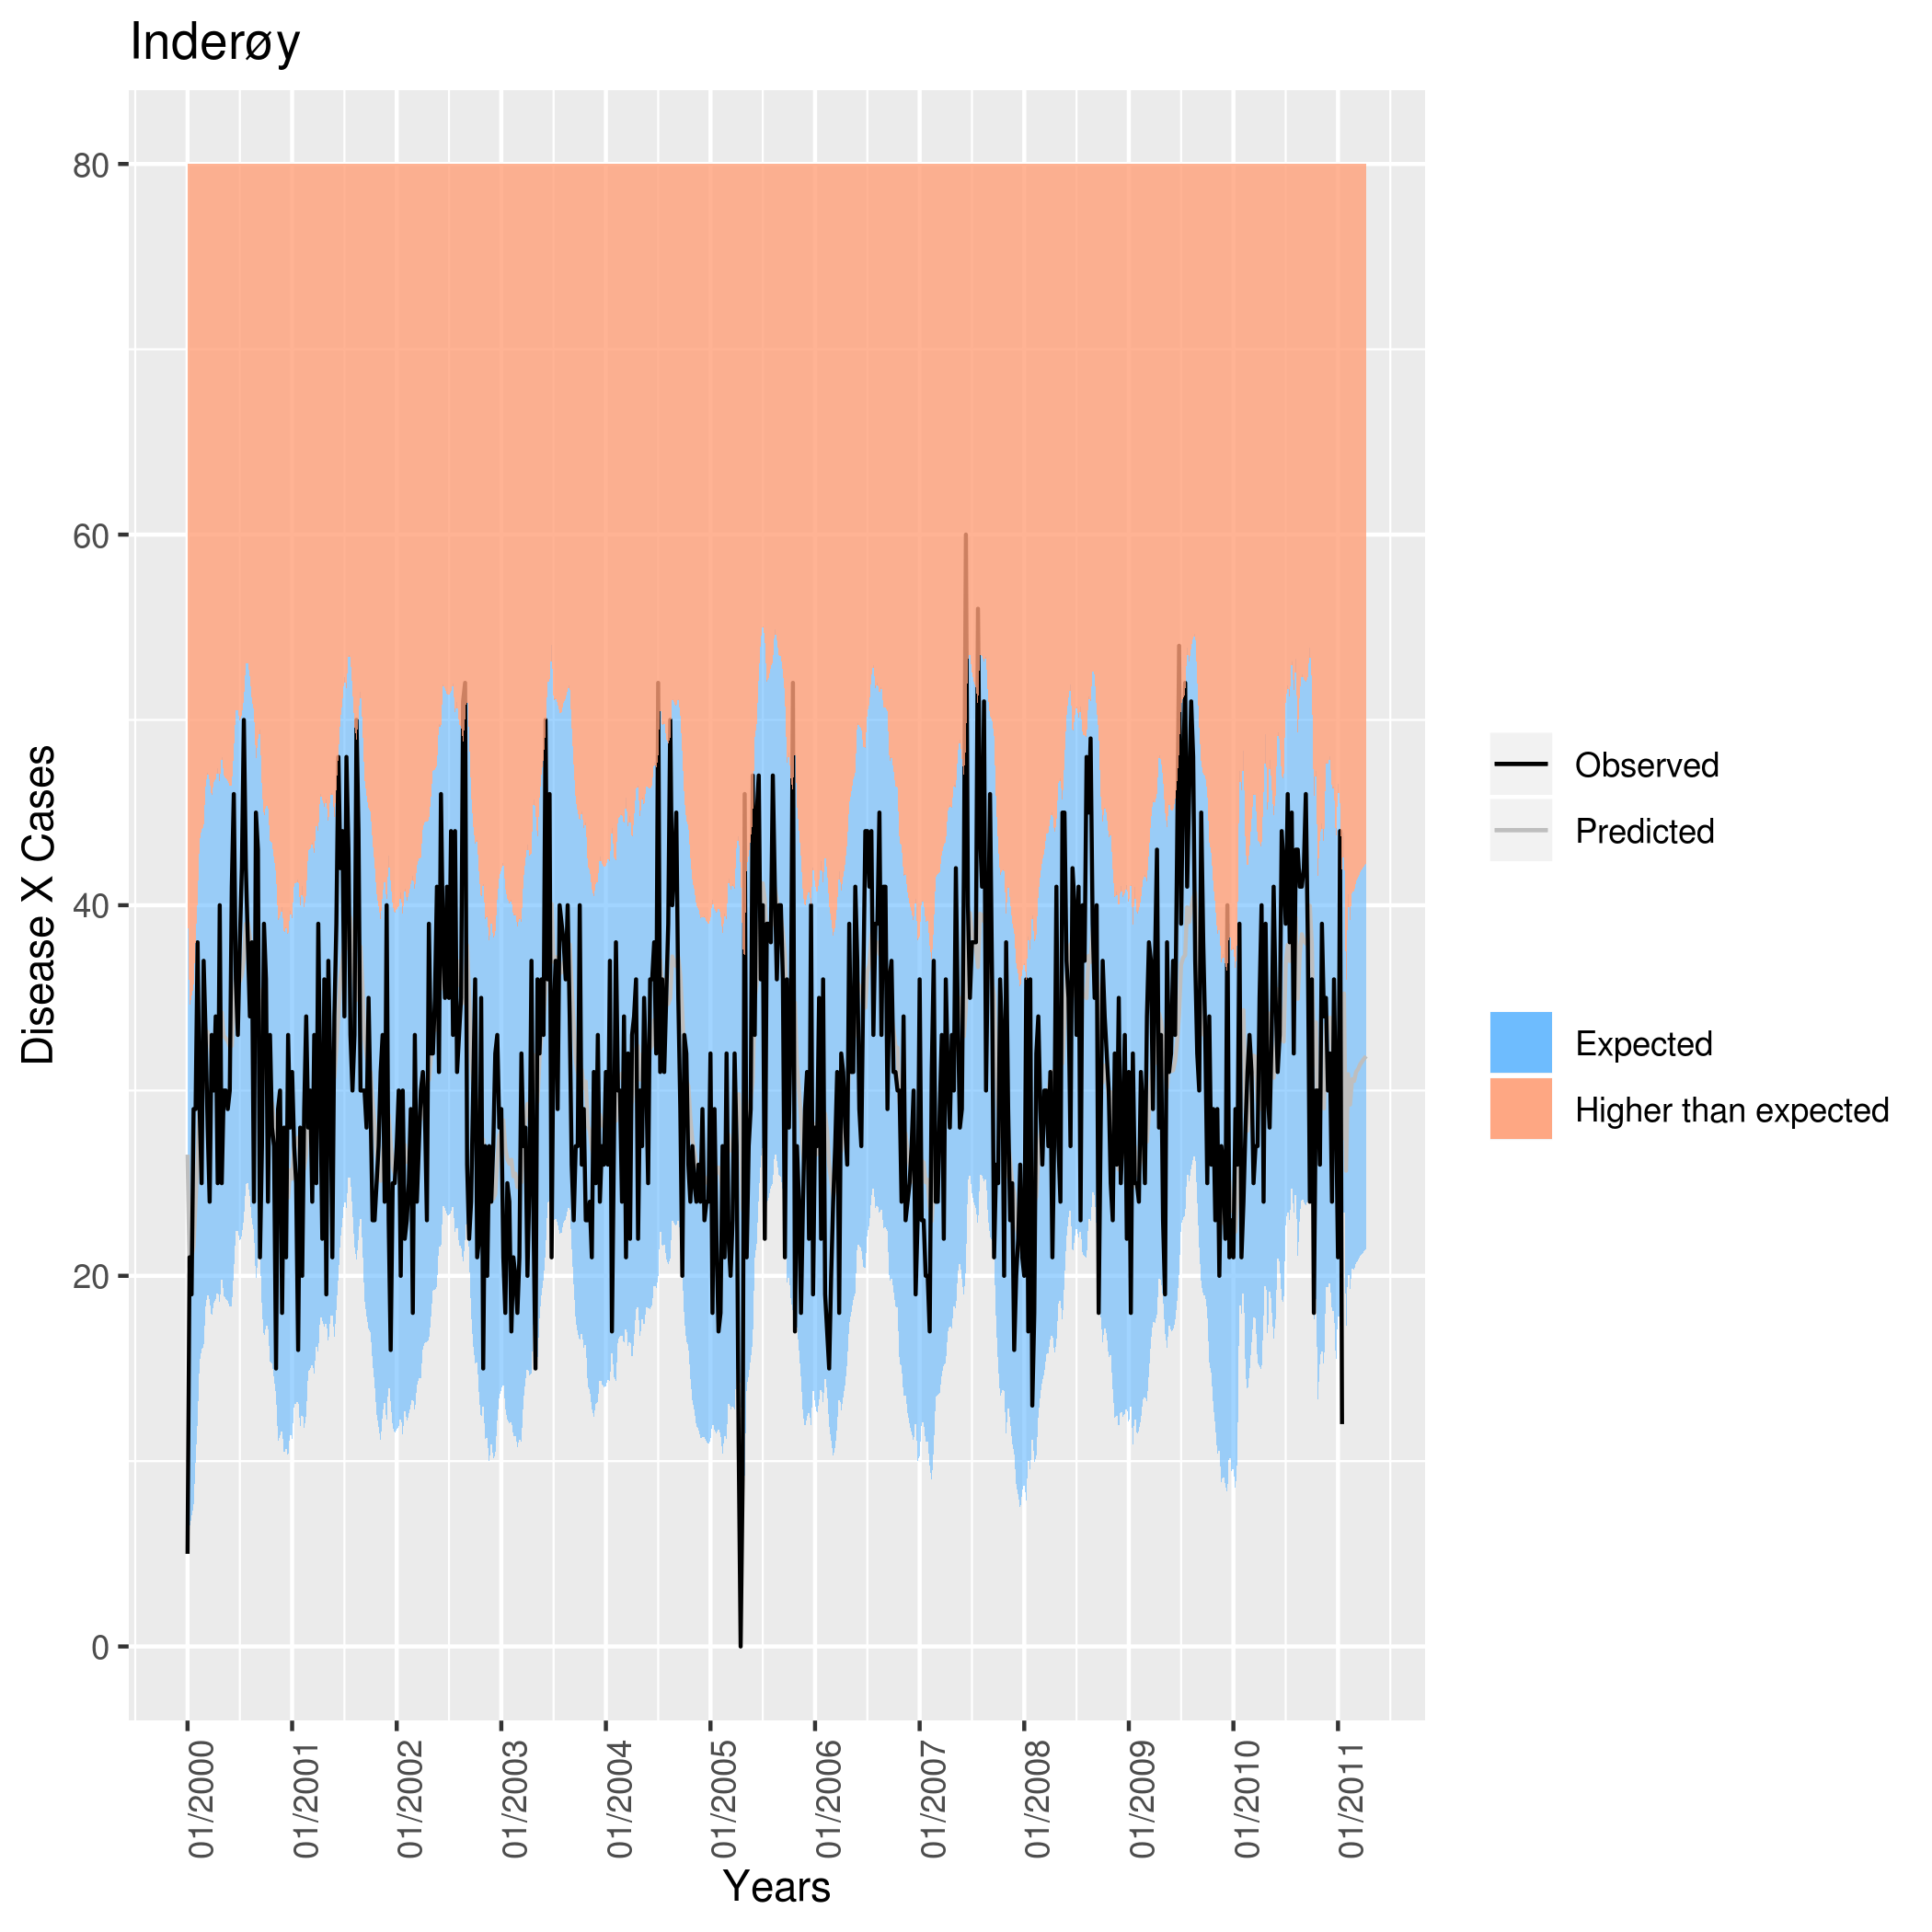 Inderøy
Disease X Cases
80
60
40
20
0
01/2000
01/2001
01/2002
01/2003
01/2004
01/2005
01/2006
01/2007
01/2008
01/2009
01/2010
01/2011
Years
Observed
Predicted
Expected
Higher than expected